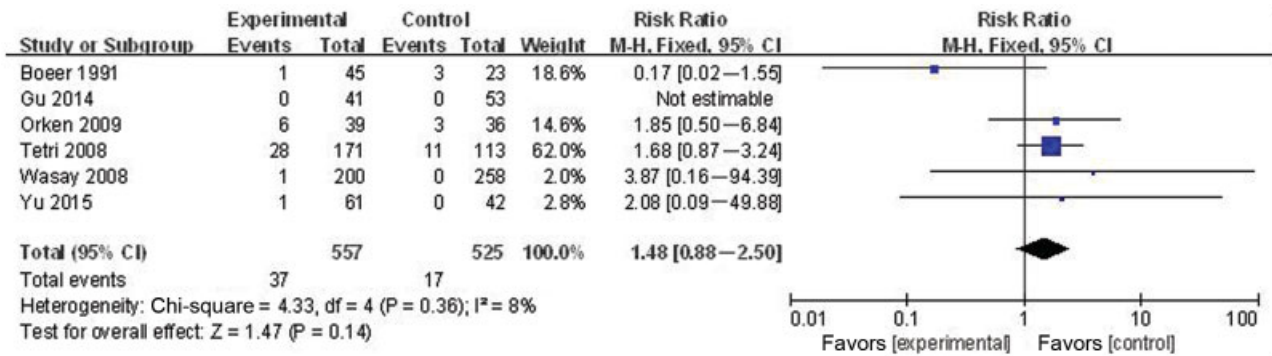 Experimental Control Risk Ratio Risk Ratio
Study or Subgroup Events Total Events Total Weight M-H, Fixed, 95% CI M-H, Fixed, 95% CI
Boeer 1991 1 45 3 23 18.6% 0.17 [0.02—1.55]
Gu 2014 0 41 0 53 Not estimable
Orken 2009 6 39 3 36 14.6% 1.85 [0.50—6.84]
Tetri 2008 28 171 11 113 62.0% 1.68 [0.87—3.24]
Wasay 2008 1 200 0 258 2.0% 3.87 [0.16—94.39]
Yu 2015 1 61 0 42 2.8% 2.08 [0.09—49.88]
Total (95% CI) 557 525 100.0% 1.48 [0.88—2.50]
Total events 37 17
Heterogeneity: Chi-square = 4.33, df = 4 (P = 0.36); I² = 8%
Test for overall effect: Z = 1.47 (P = 0.14)
0.01 0.1 1 10 100
Favors [experimental] Favors [control]